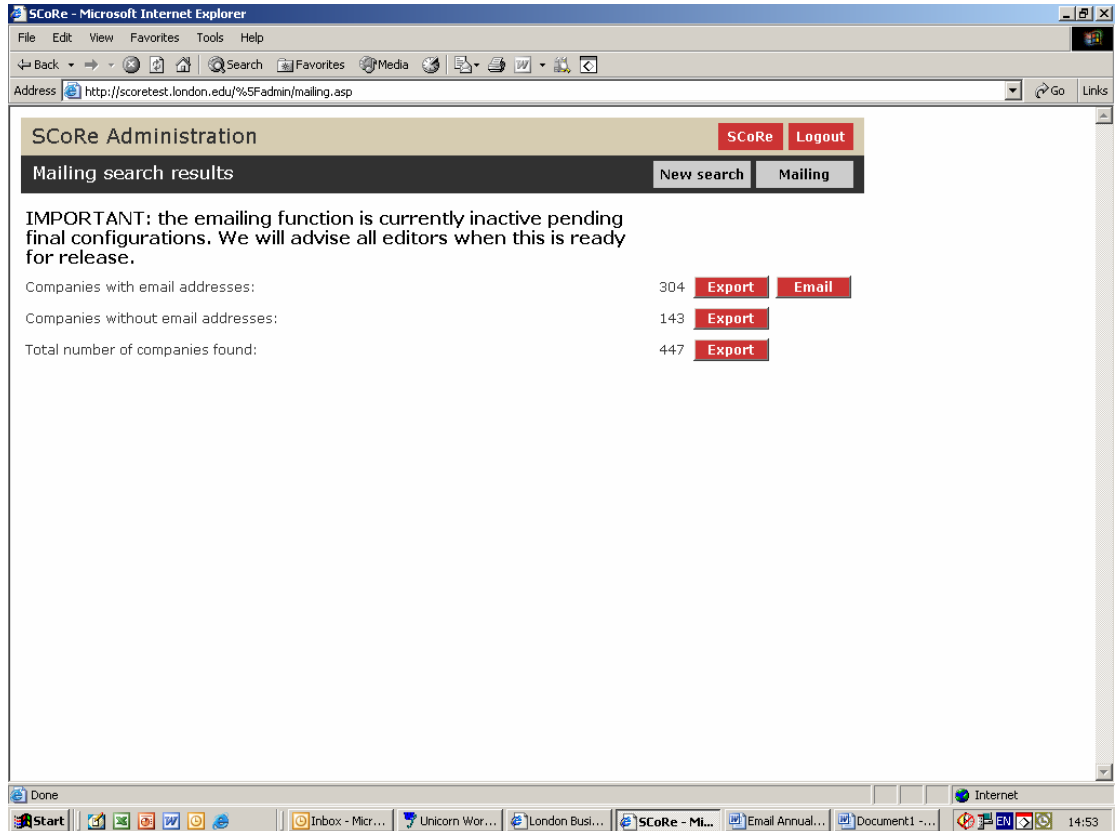 SCoRe - Microsoft Internet Explorer
File Edit View Favorites Tools Help
Back Search Favorites Media
Address http://scoretest.london.edu/%5Fadmin/mailing.asp Go Links
SCoRe Administration SCoRe Logout
Mailing search results New search Mailing
IMPORTANT: the emailing function is currently inactive pending
final configurations. We will advise all editors when this is ready
for release.
Companies with email addresses: 304 Export Email
Companies without email addresses: 143 Export
Total number of companies found: 447 Export
Done Internet
Start Inbox - Micr... Unicorn Wor... London Busi... SCoRe - Mi... Email Annual... Document1 -... EN 14:53